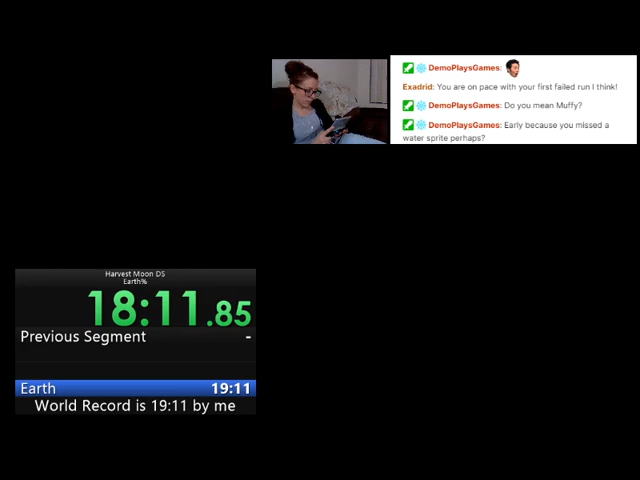 DemoPlaysGames:
Exadrid: You are on pace with your first failed run I think!
DemoPlaysGames: Do you mean Muffy?
DemoPlaysGames: Early because you missed a
water sprite perhaps?
Harvest Moon DS
Earth%
18:11.85
Previous Segment -
Earth 19:11
World Record is 19:11 by me